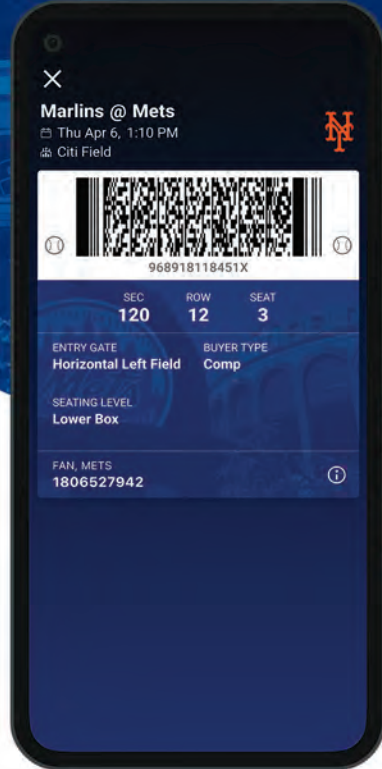 Marlins @ Mets
NY
Thu Apr 6, 1:10 PM
Citi Field
968918118451X
SEC ROW SEAT
120 12 3
ENTRY GATE BUYER TYPE
Horizontal Left Field Comp
SEATING LEVEL
Lower Box
FAN, METS
1806527942